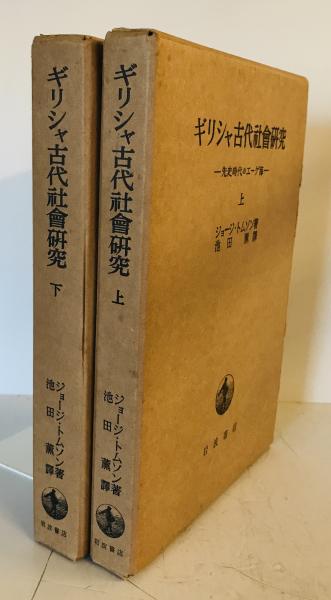 ギリシャ古代社會研究
下
ジョージ・トムソン著
池田薫譯
岩波書店
ギリシャ古代社會研究
上
ジョージ・トムソン著
池田薫譯
岩波書店
ギリシャ古代社會研究
—先史時代のエーゲ海—
上
ジョージ・トムソン著
池田薫譯
岩波書店